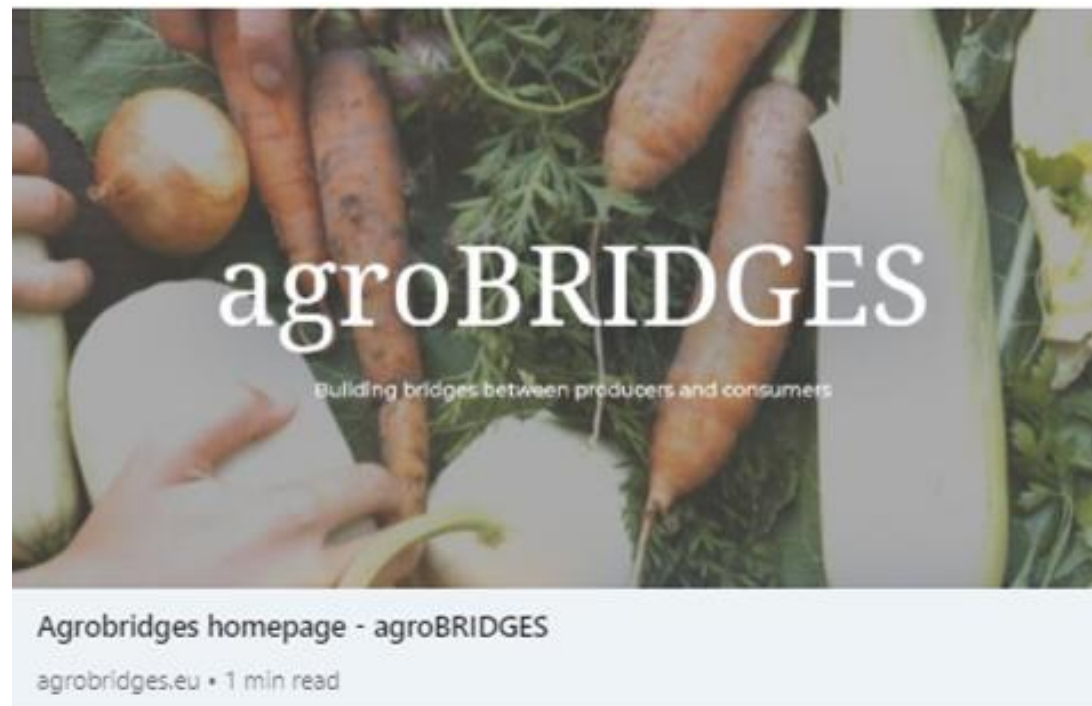 agroBRIDGES
Building bridges between producers and consumers
Agrobridges homepage - agroBRIDGES
agrobridges.eu • 1 min read